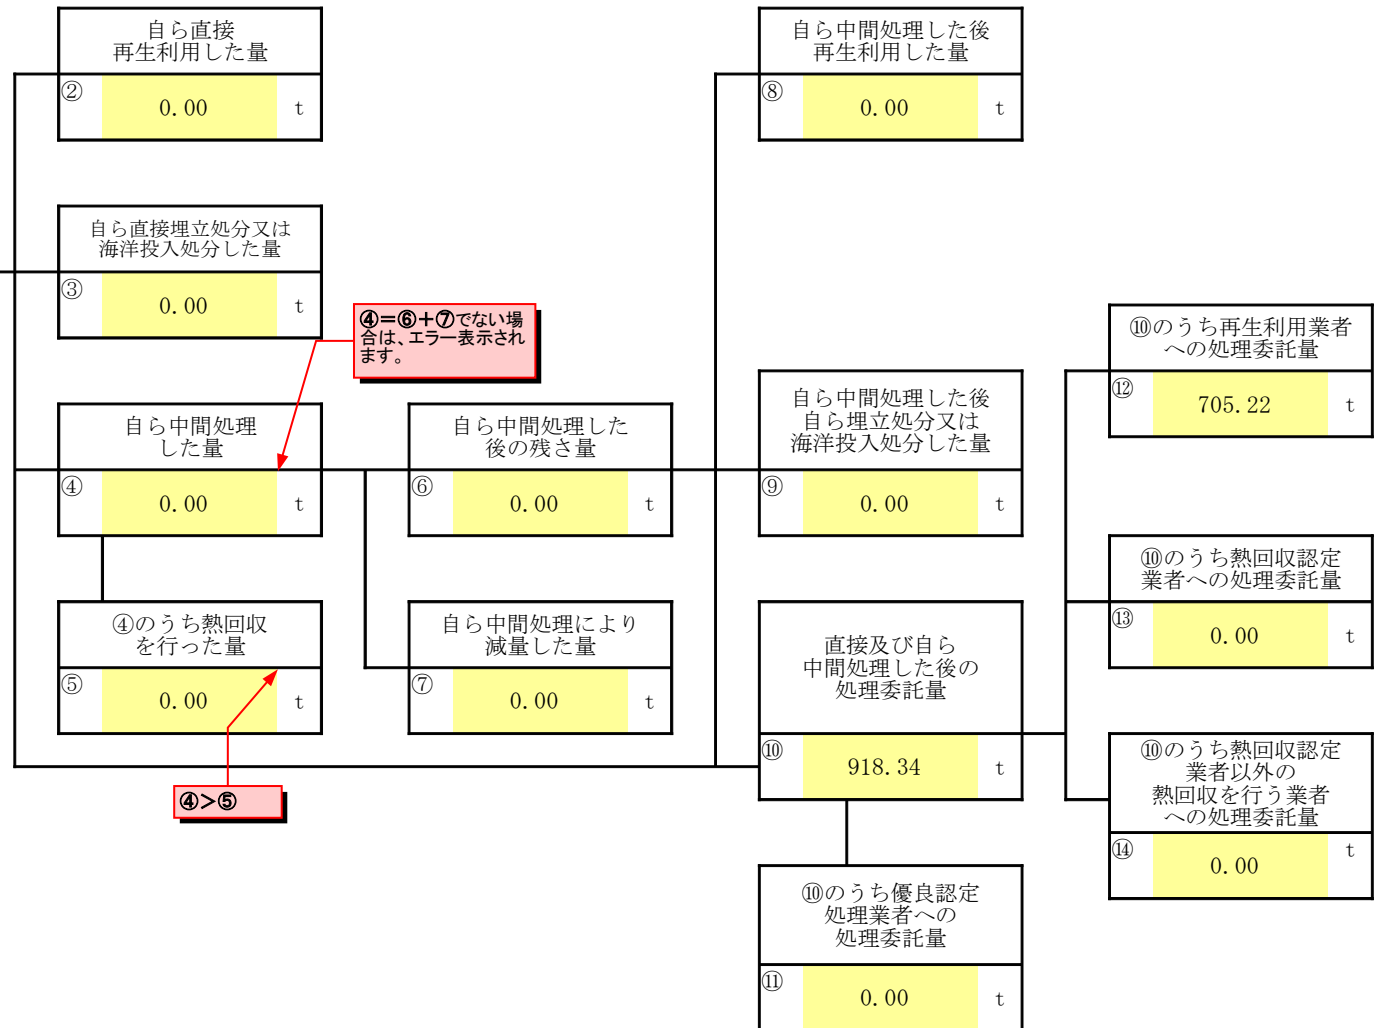 自ら直接
再生利用した量
②
0.00
t
自ら中間処理した後
再生利用した量
⑧
0.00
t
自ら直接埋立処分又は
海洋投入処分した量
③
0.00
t
④＝⑥＋⑦でない場
合は、エラー表示され
ます。
⑩のうち再生利用業者
への処理委託量
⑫
705.22
t
自ら中間処理
した量
④
0.00
t
自ら中間処理した
後の残さ量
⑥
0.00
t
自ら中間処理した後
自ら埋立処分又は
海洋投入処分した量
⑨
0.00
t
⑩のうち熱回収認定
業者への処理委託量
⑬
0.00
t
④のうち熱回収
を行った量
⑤
0.00
t
自ら中間処理により
減量した量
⑦
0.00
t
直接及び自ら
中間処理した後の
処理委託量
⑩
918.34
t
④＞⑤
⑩のうち熱回収認定
業者以外の
熱回収を行う業者
への処理委託量
⑭
0.00
t
⑩のうち優良認定
処理業者への
処理委託量
⑪
0.00
t